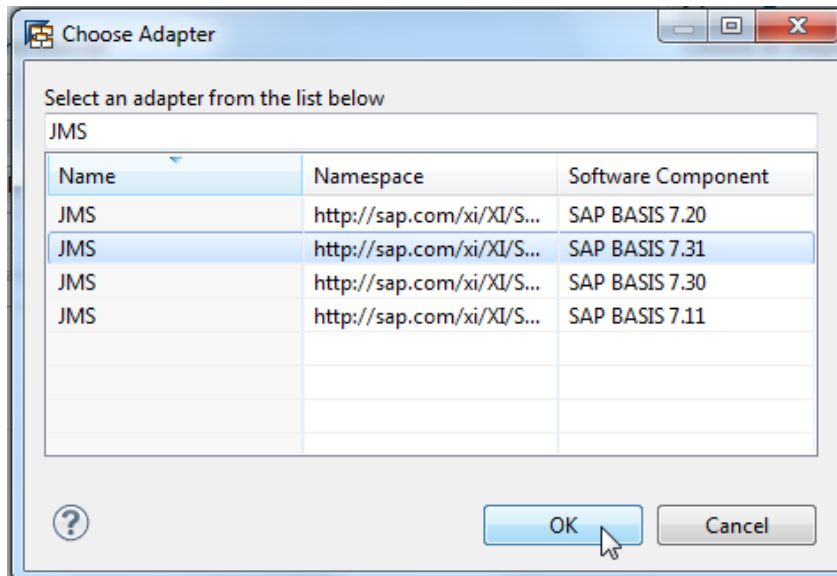 Choose Adapter
Select an adapter from the list below
JMS
Name Namespace Software Component
JMS http://sap.com/xi/XI/S... SAP BASIS 7.20
JMS http://sap.com/xi/XI/S... SAP BASIS 7.31
JMS http://sap.com/xi/XI/S... SAP BASIS 7.30
JMS http://sap.com/xi/XI/S... SAP BASIS 7.11
? OK Cancel